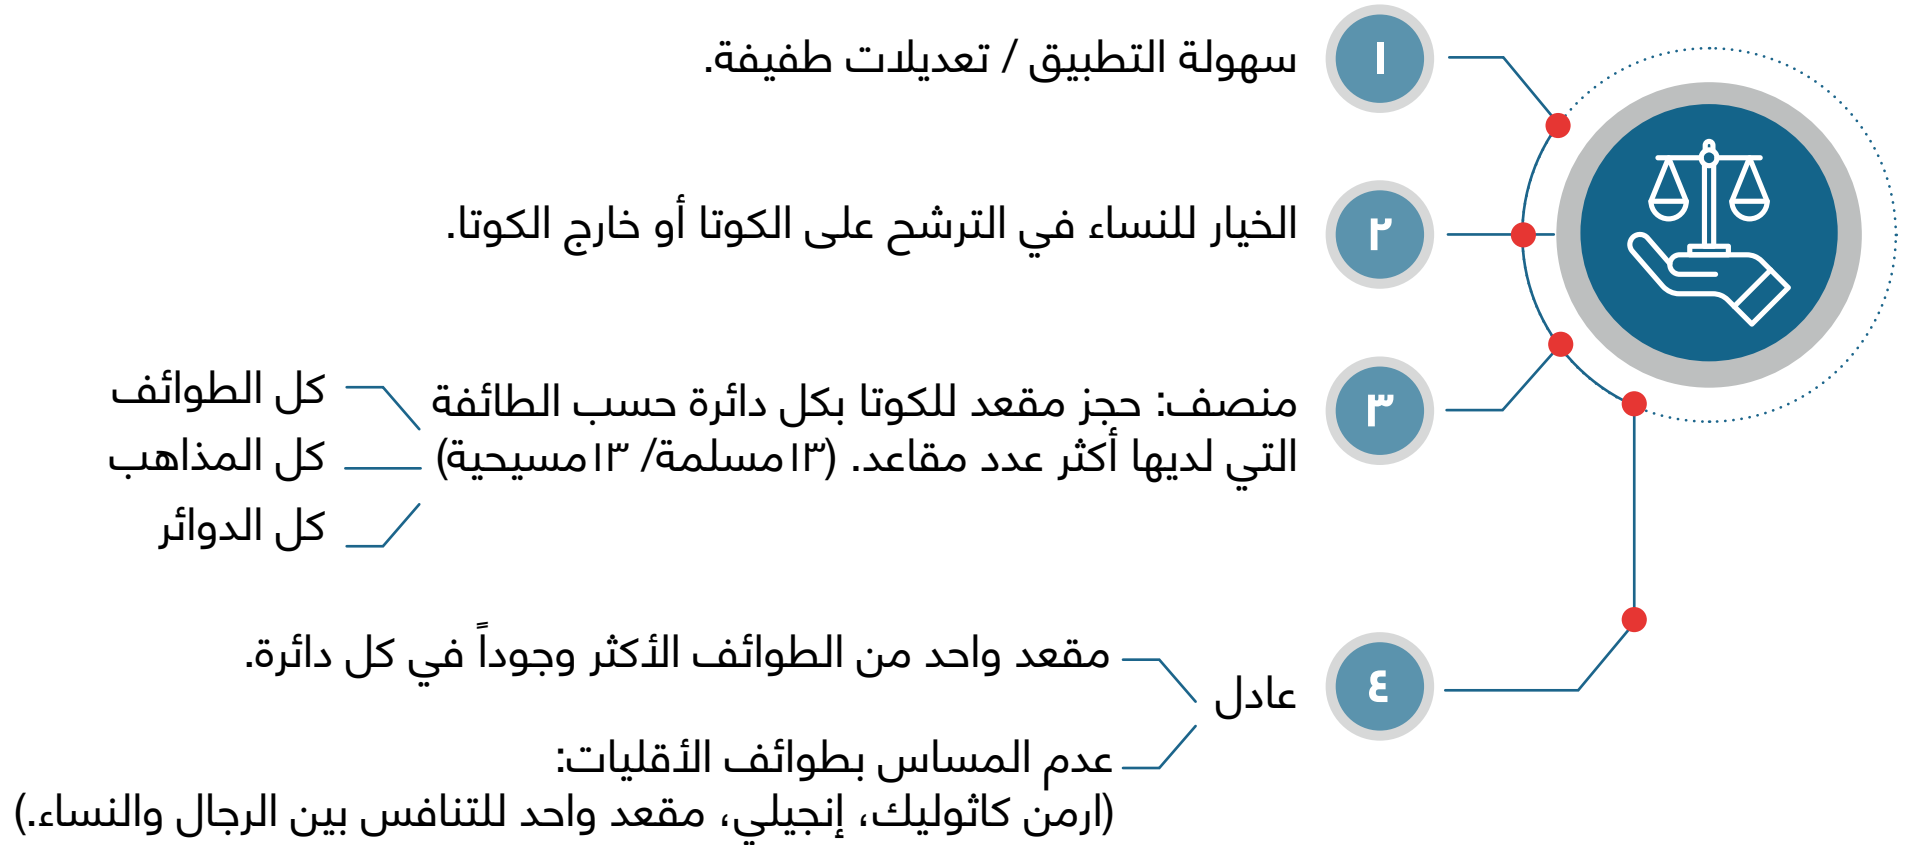 ١
سهولة التطبيق / تعديلات طفيفة.
٢
الخيار للنساء في الترشح على الكوتا أو خارج الكوتا.
٣
منصف: حجز مقعد للكوتا بكل دائرة حسب الطائفة
التي لديها أكثر عدد مقاعد. (١٣مسلمة/ ١٣مسيحية)
كل الطوائف
كل المذاهب
كل الدوائر
٤
عادل
مقعد واحد من الطوائف الأكثر وجوداً في كل دائرة.
عدم المساس بطوائف الأقليات:
(ارمن كاثوليك، إنجيلي، مقعد واحد للتنافس بين الرجال والنساء.)